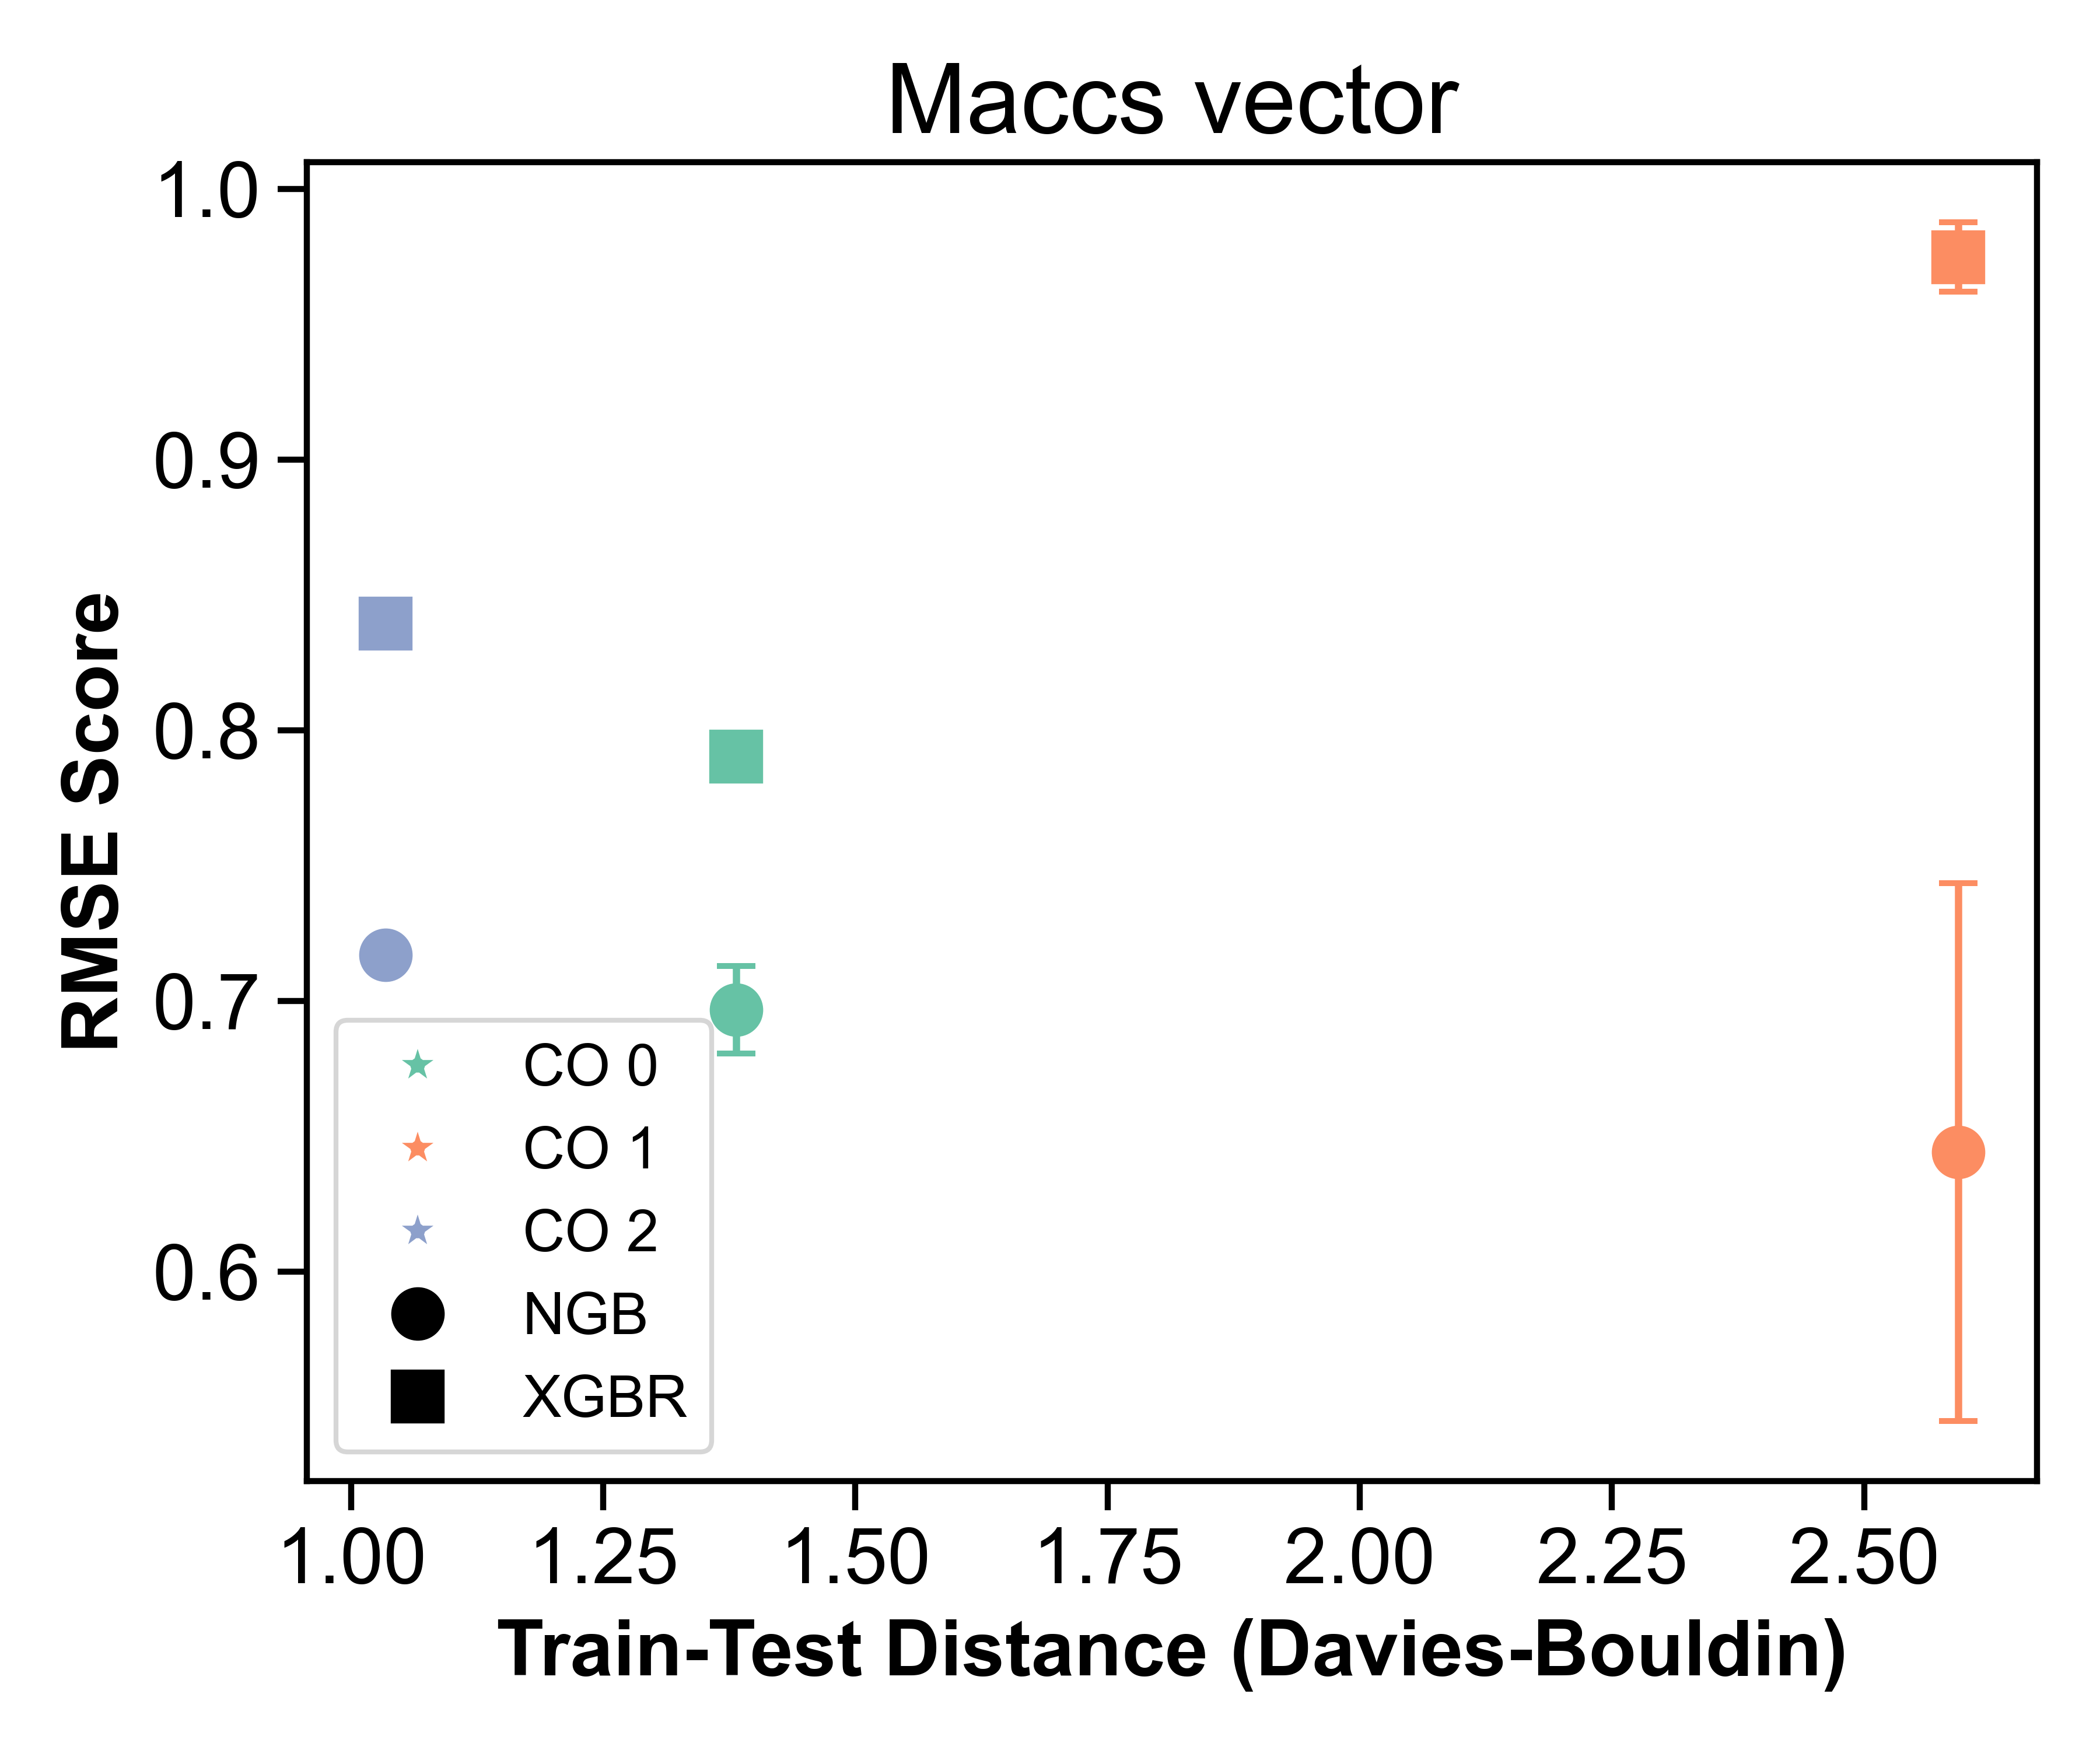 Maccs vector
1.0
0.9
0.8
0.7
0.6
RMSE Score
CO 0
CO 1
CO 2
NGB
XGBR
1.00 1.25 1.50 1.75 2.00 2.25 2.50
Train-Test Distance (Davies-Bouldin)